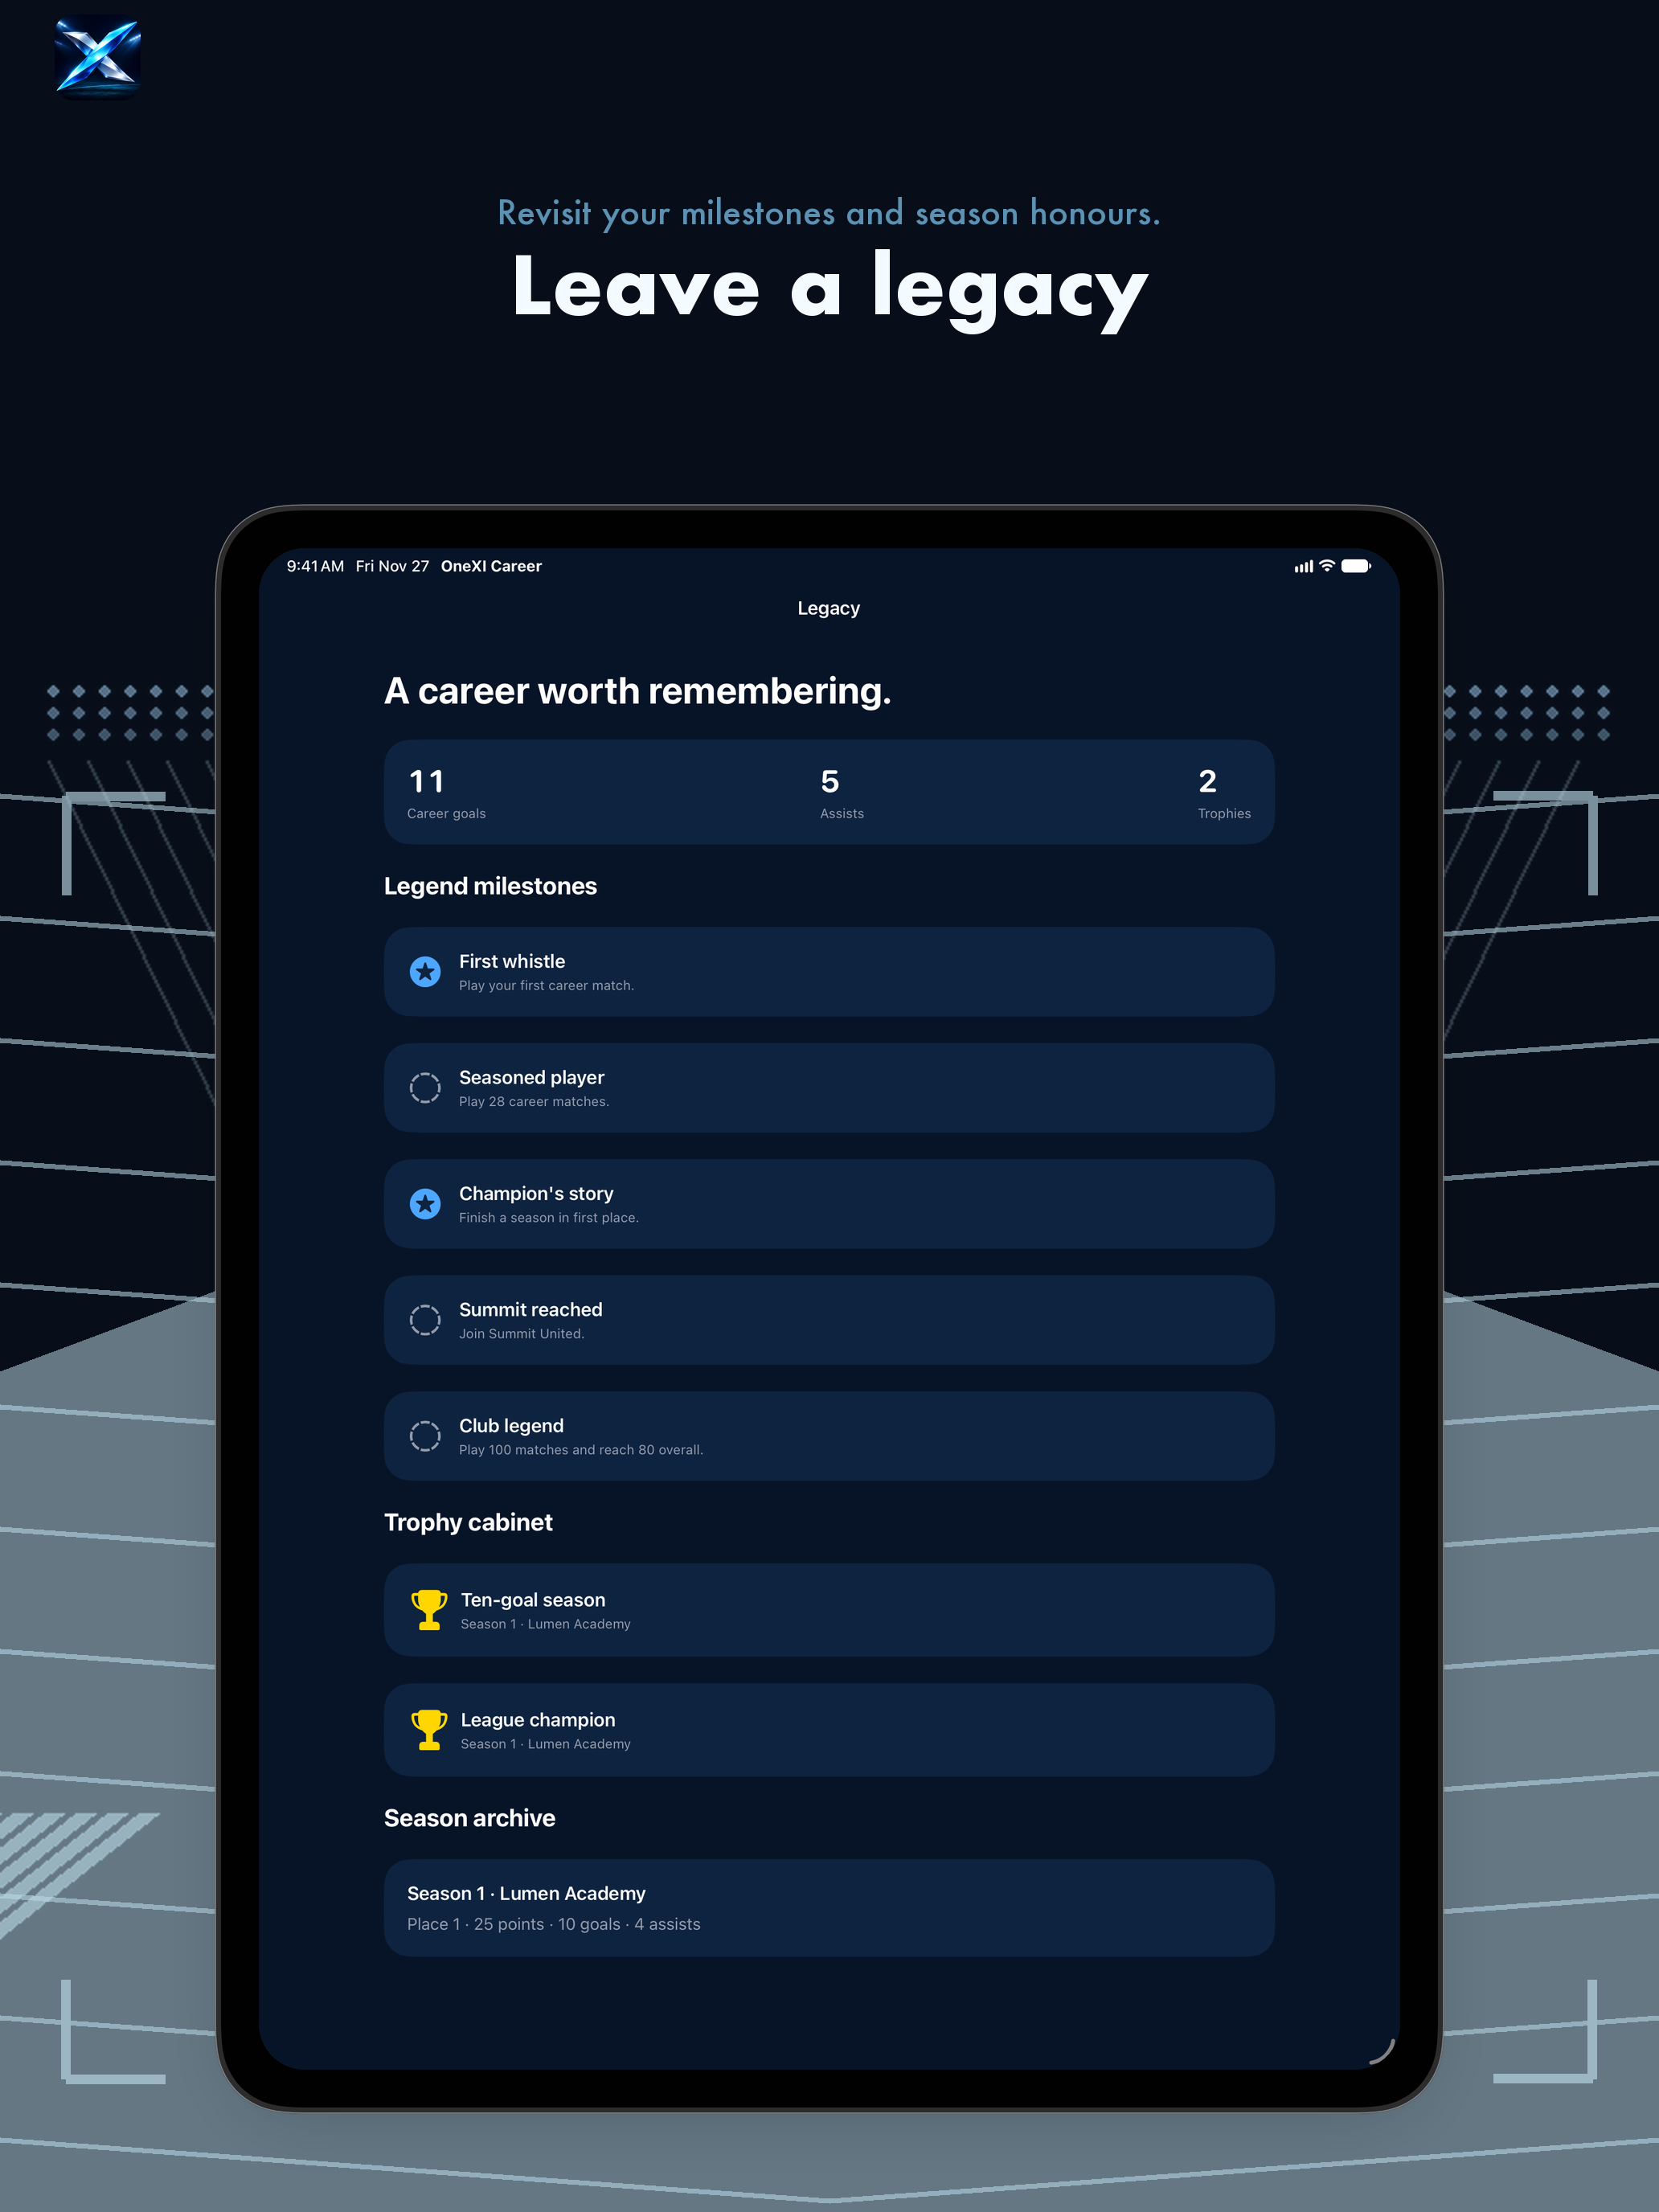 Revisit your milestones and season honours.
Leave a legacy
9:41 AM Fri Nov 27 OneXI Career
Legacy
A career worth remembering.
11 5 2
Career goals Assists Trophies
Legend milestones
First whistle
Play your first career match.
Seasoned player
Play 28 career matches.
Champion's story
Finish a season in first place.
Summit reached
Join Summit United.
Club legend
Play 100 matches and reach 80 overall.
Trophy cabinet
Ten-goal season
Season 1 · Lumen Academy
League champion
Season 1 · Lumen Academy
Season archive
Season 1 · Lumen Academy
Place 1 · 25 points · 10 goals · 4 assists